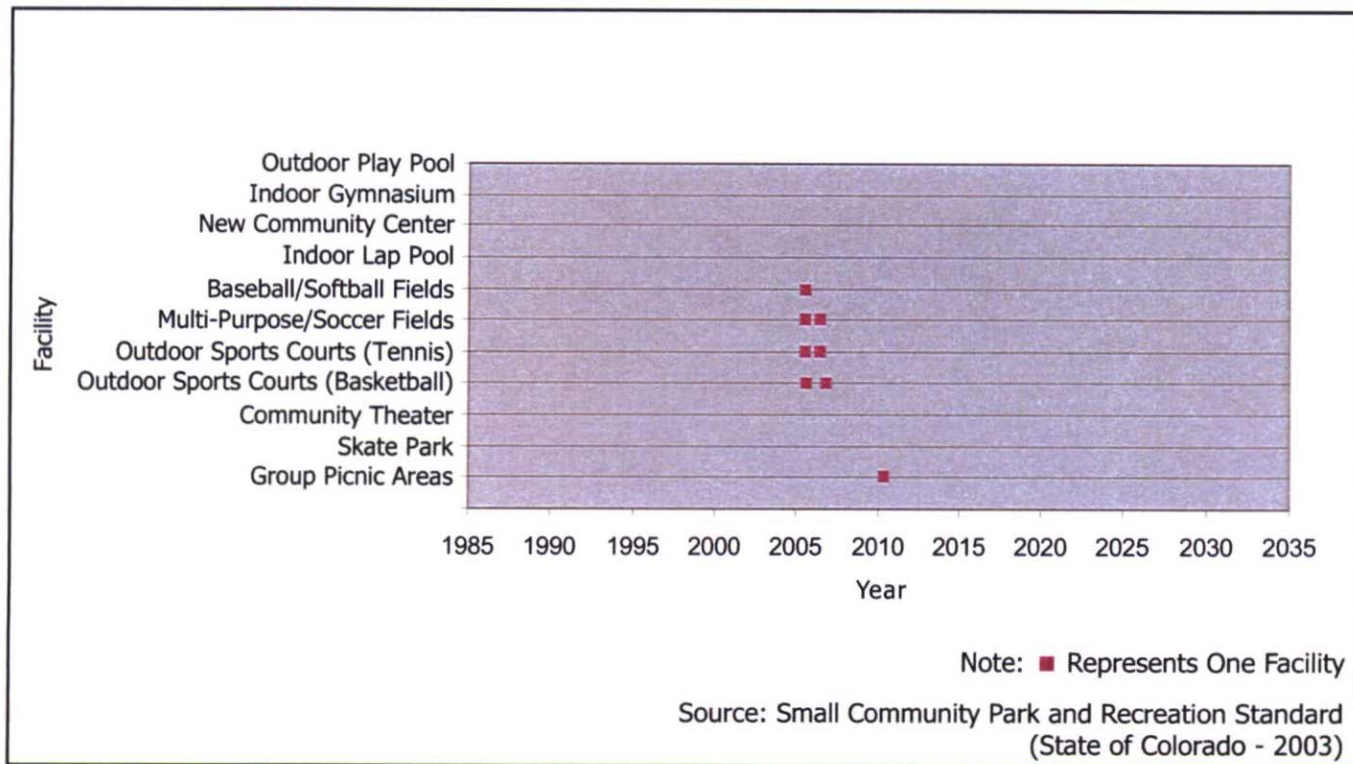 Outdoor Play Pool
Indoor Gymnasium
New Community Center
Indoor Lap Pool
Baseball/Softball Fields
Multi-Purpose/Soccer Fields
Outdoor Sports Courts (Tennis)
Outdoor Sports Courts (Basketball)
Community Theater
Skate Park
Group Picnic Areas
Facility
1985 1990 1995 2000 2005 2010 2015 2020 2025 2030 2035
Year
Note: ■ Represents One Facility
Source: Small Community Park and Recreation Standard
(State of Colorado - 2003)